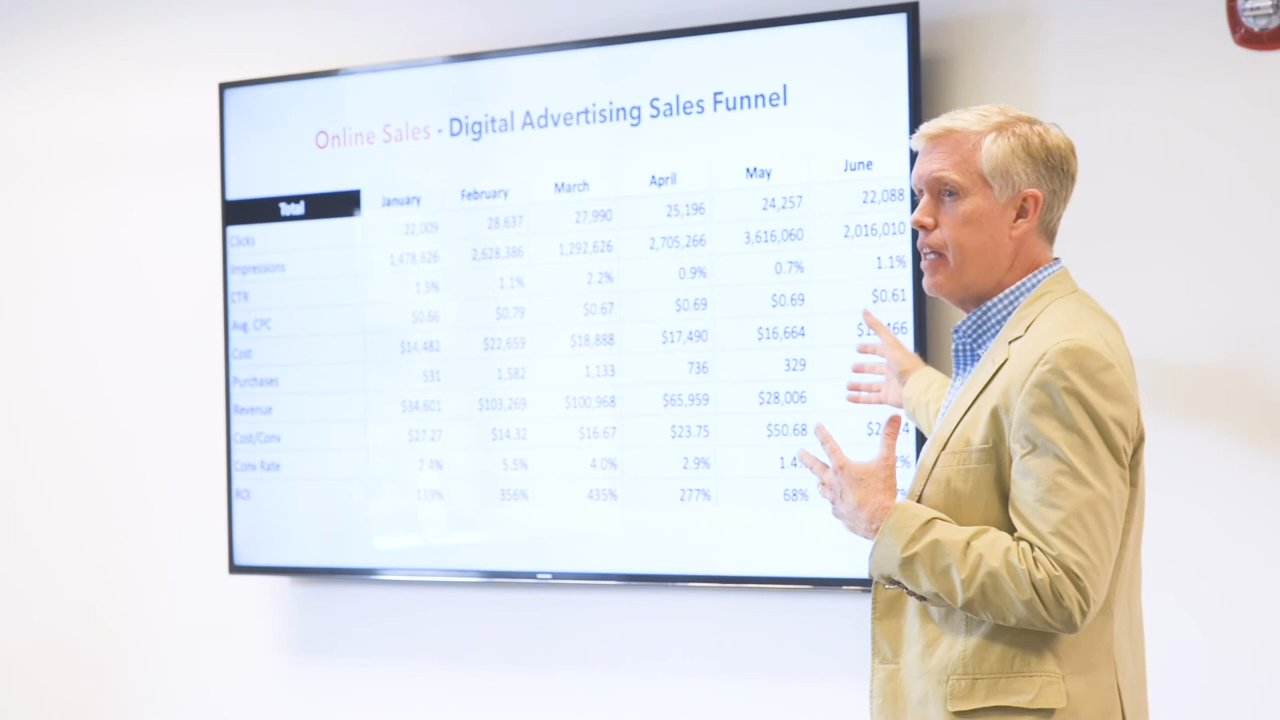 Online Sales - Digital Advertising Sales Funnel
Total January February March April May June
Clicks 22,009 28,637 27,990 25,196 24,257 22,088
Impressions 1,478,626 2,628,386 1,292,626 2,705,266 3,616,060 2,016,010
CTR 1.5% 1.1% 2.2% 0.9% 0.7% 1.1%
Avg. CPC $0.66 $0.79 $0.67 $0.69 $0.69 $0.61
Cost $14,482 $22,659 $18,888 $17,490 $16,664
Purchases 531 1,582 1,133 736 329
Revenue $34,601 $103,269 $100,968 $65,959 $28,006
Cost/Conv $27.27 $14.32 $16.67 $23.75 $50.68
Conv Rate 2.4% 5.5% 4.0% 2.9%
ROI 139% 356% 435% 277% 68%